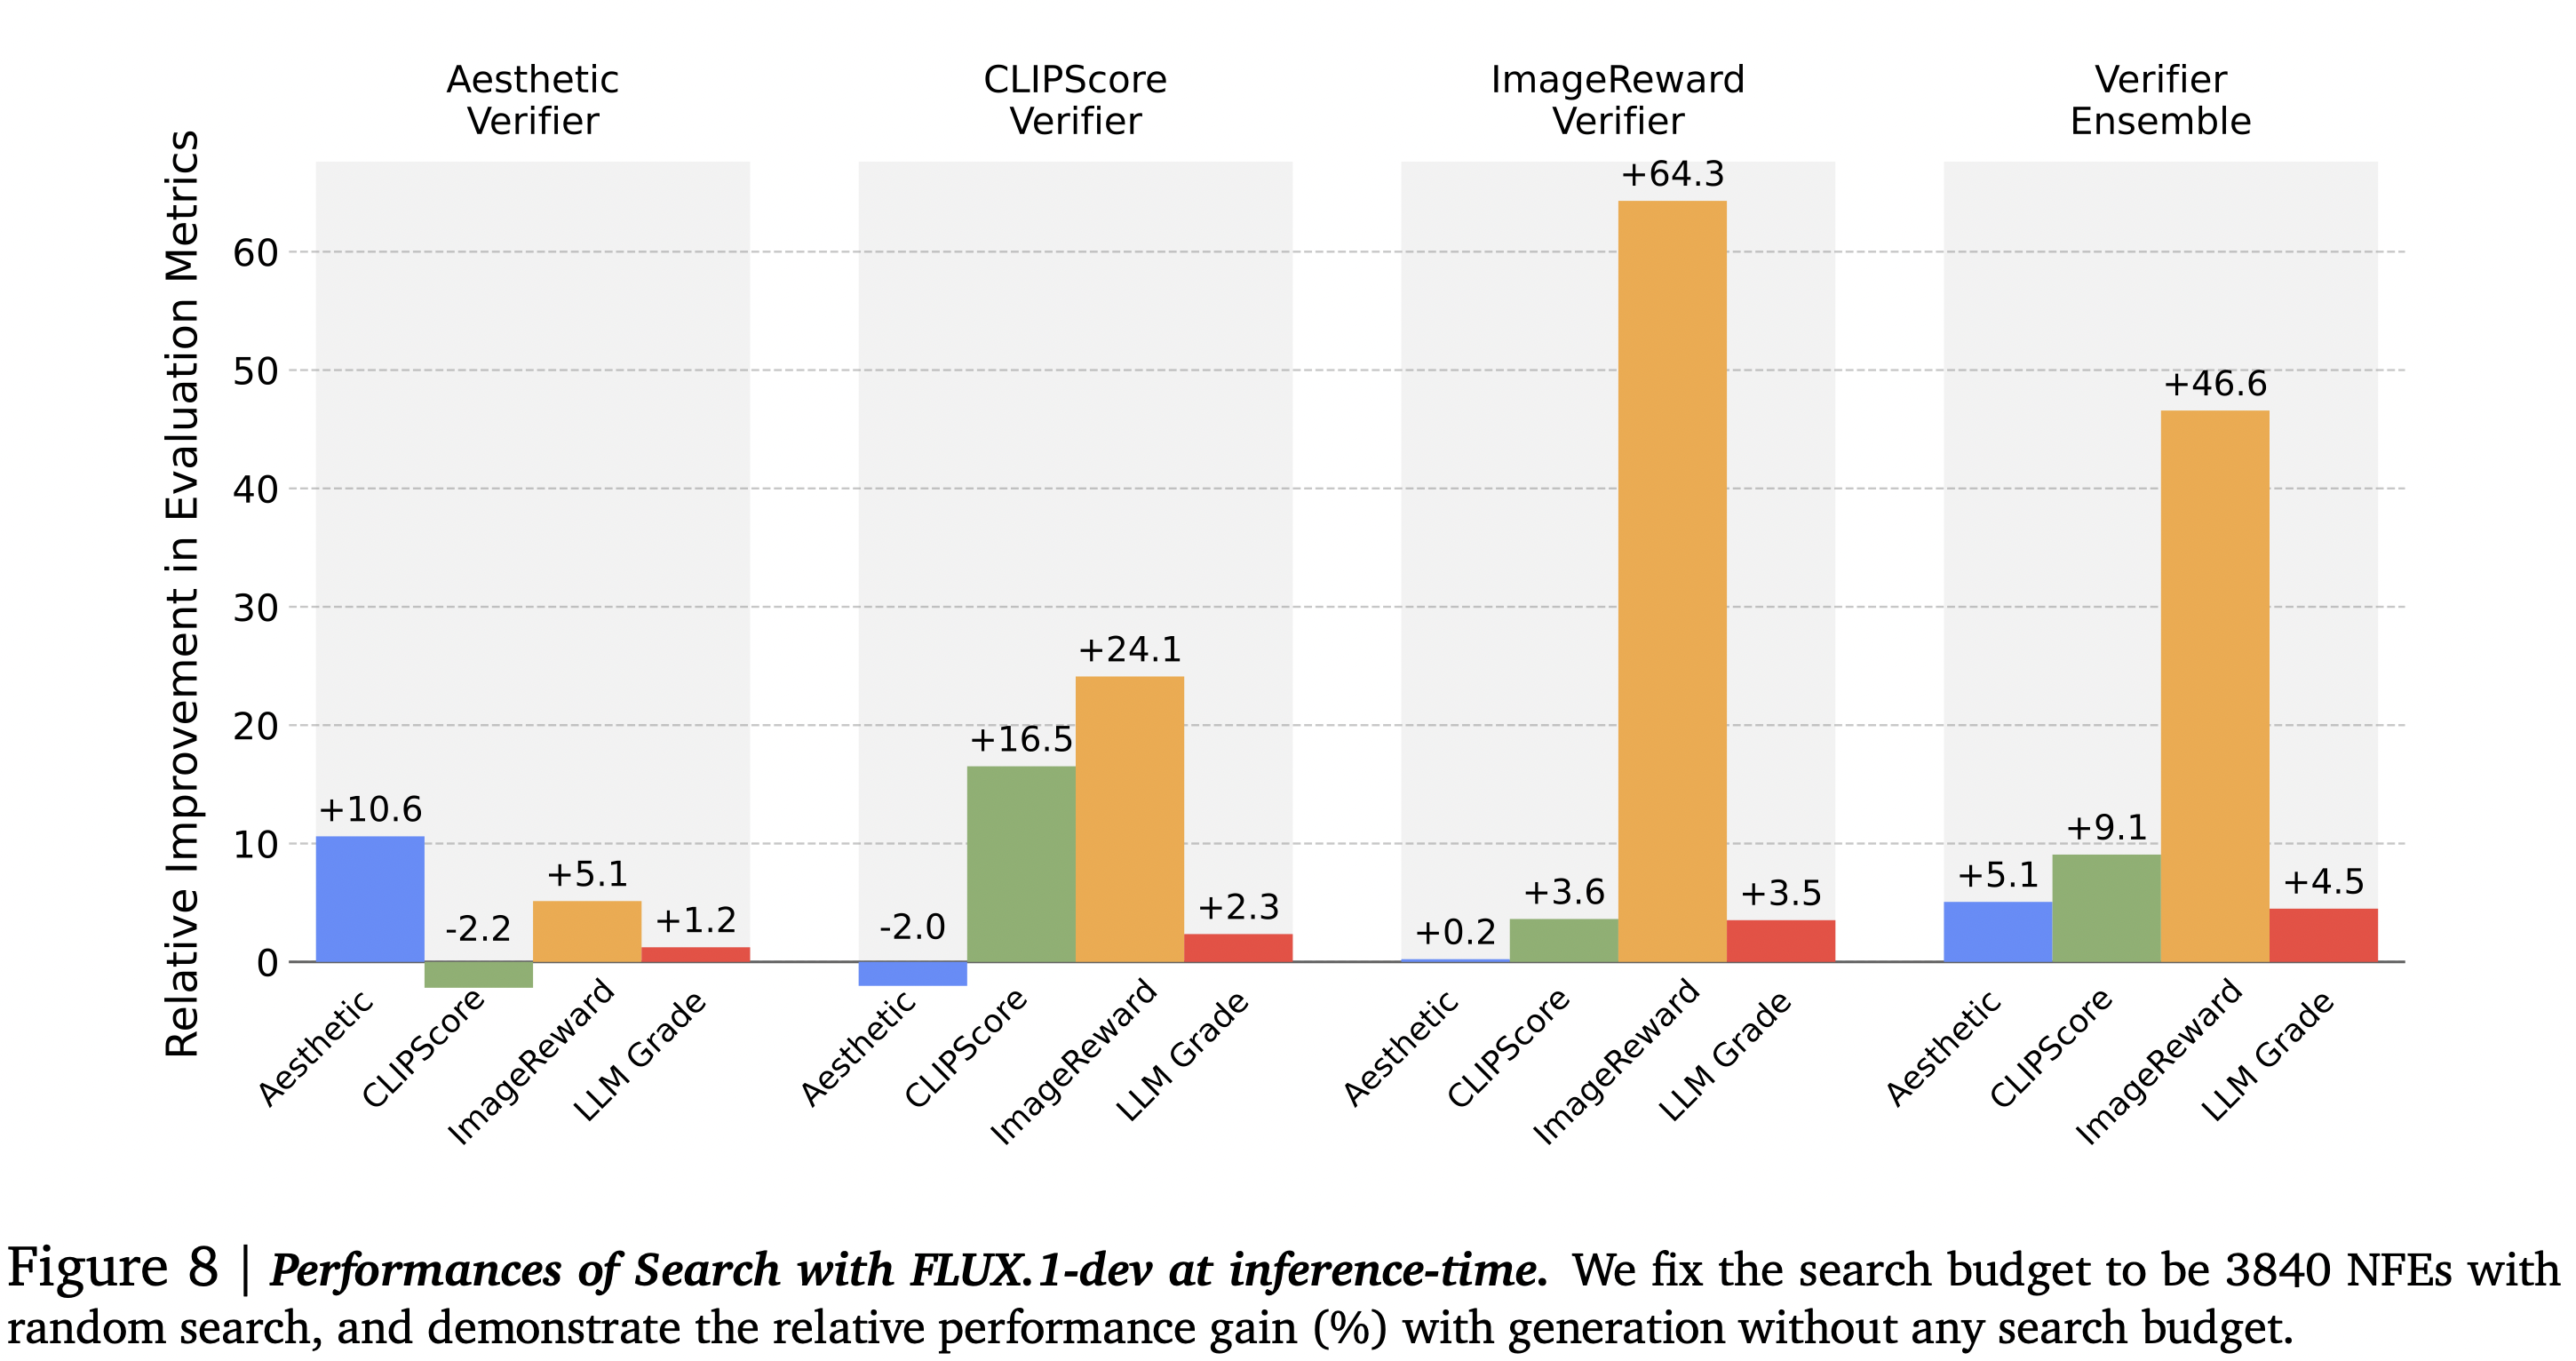 Aesthetic
Verifier
CLIPScore
Verifier
ImageReward
Verifier
Verifier
Ensemble
Relative Improvement in Evaluation Metrics
60
50
40
30
20
10
0
+10.6
-2.2
+5.1
+1.2
-2.0
+16.5
+24.1
+2.3
+0.2
+3.6
+64.3
+3.5
+5.1
+9.1
+46.6
+4.5
Aesthetic
CLIPScore
ImageReward
LLM Grade
Aesthetic
CLIPScore
ImageReward
LLM Grade
Aesthetic
CLIPScore
ImageReward
LLM Grade
Aesthetic
CLIPScore
ImageReward
LLM Grade
Figure 8 | Performances of Search with FLUX.1-dev at inference-time. We fix the search budget to be 3840 NFEs with
random search, and demonstrate the relative performance gain (%) with generation without any search budget.